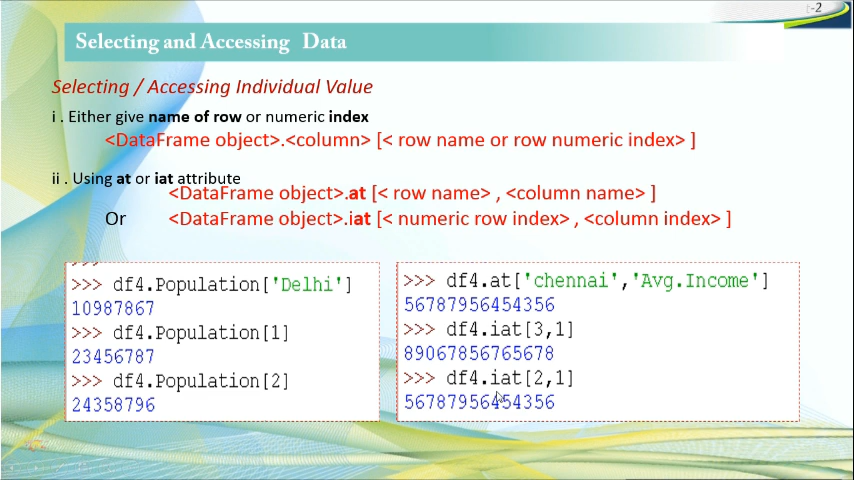 -2
Selecting and Accessing Data
Selecting / Accessing Individual Value
i . Either give name of row or numeric index
<DataFrame object>.<column> [< row name or row numeric index> ]
ii . Using at or iat attribute
<DataFrame object>.at [< row name> , <column name> ]
Or <DataFrame object>.iat [< numeric row index> , <column index> ]
>>>
>>> df4.Population['Delhi']
10987867
>>> df4.Population[1]
23456787
>>> df4.Population[2]
24358796
>>> df4.at['chennai','Avg.Income']
56787956454356
>>> df4.iat[3,1]
89067856765678
>>> df4.iat[2,1]
56787956454356